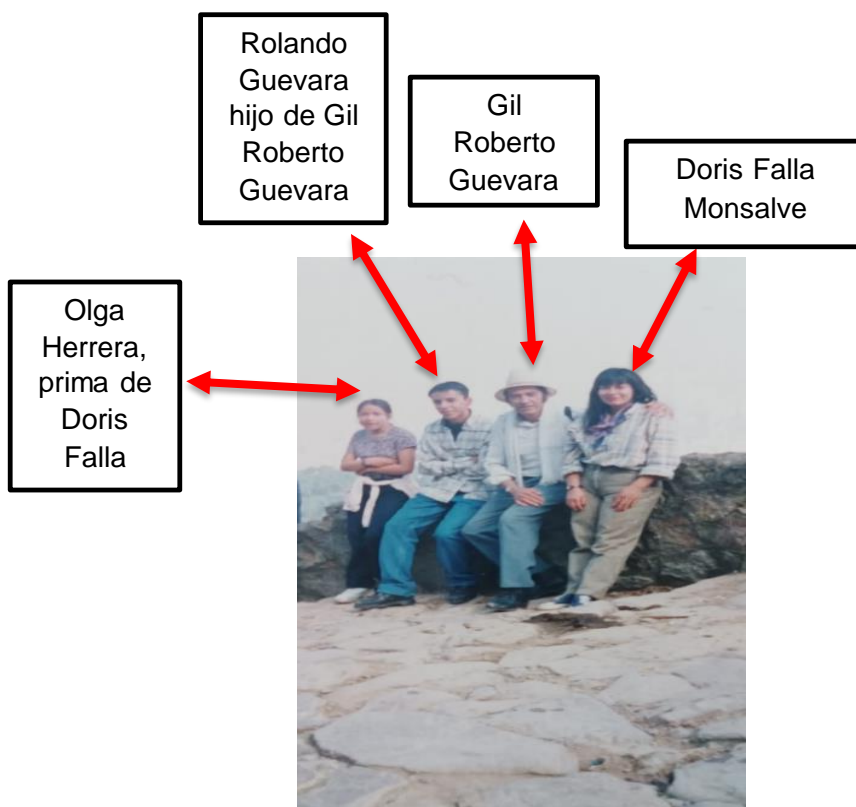 Rolando
Guevara
hijo de Gil
Roberto
Guevara
Gil
Roberto
Guevara
Doris Falla
Monsalve
Olga
Herrera,
prima de
Doris
Falla